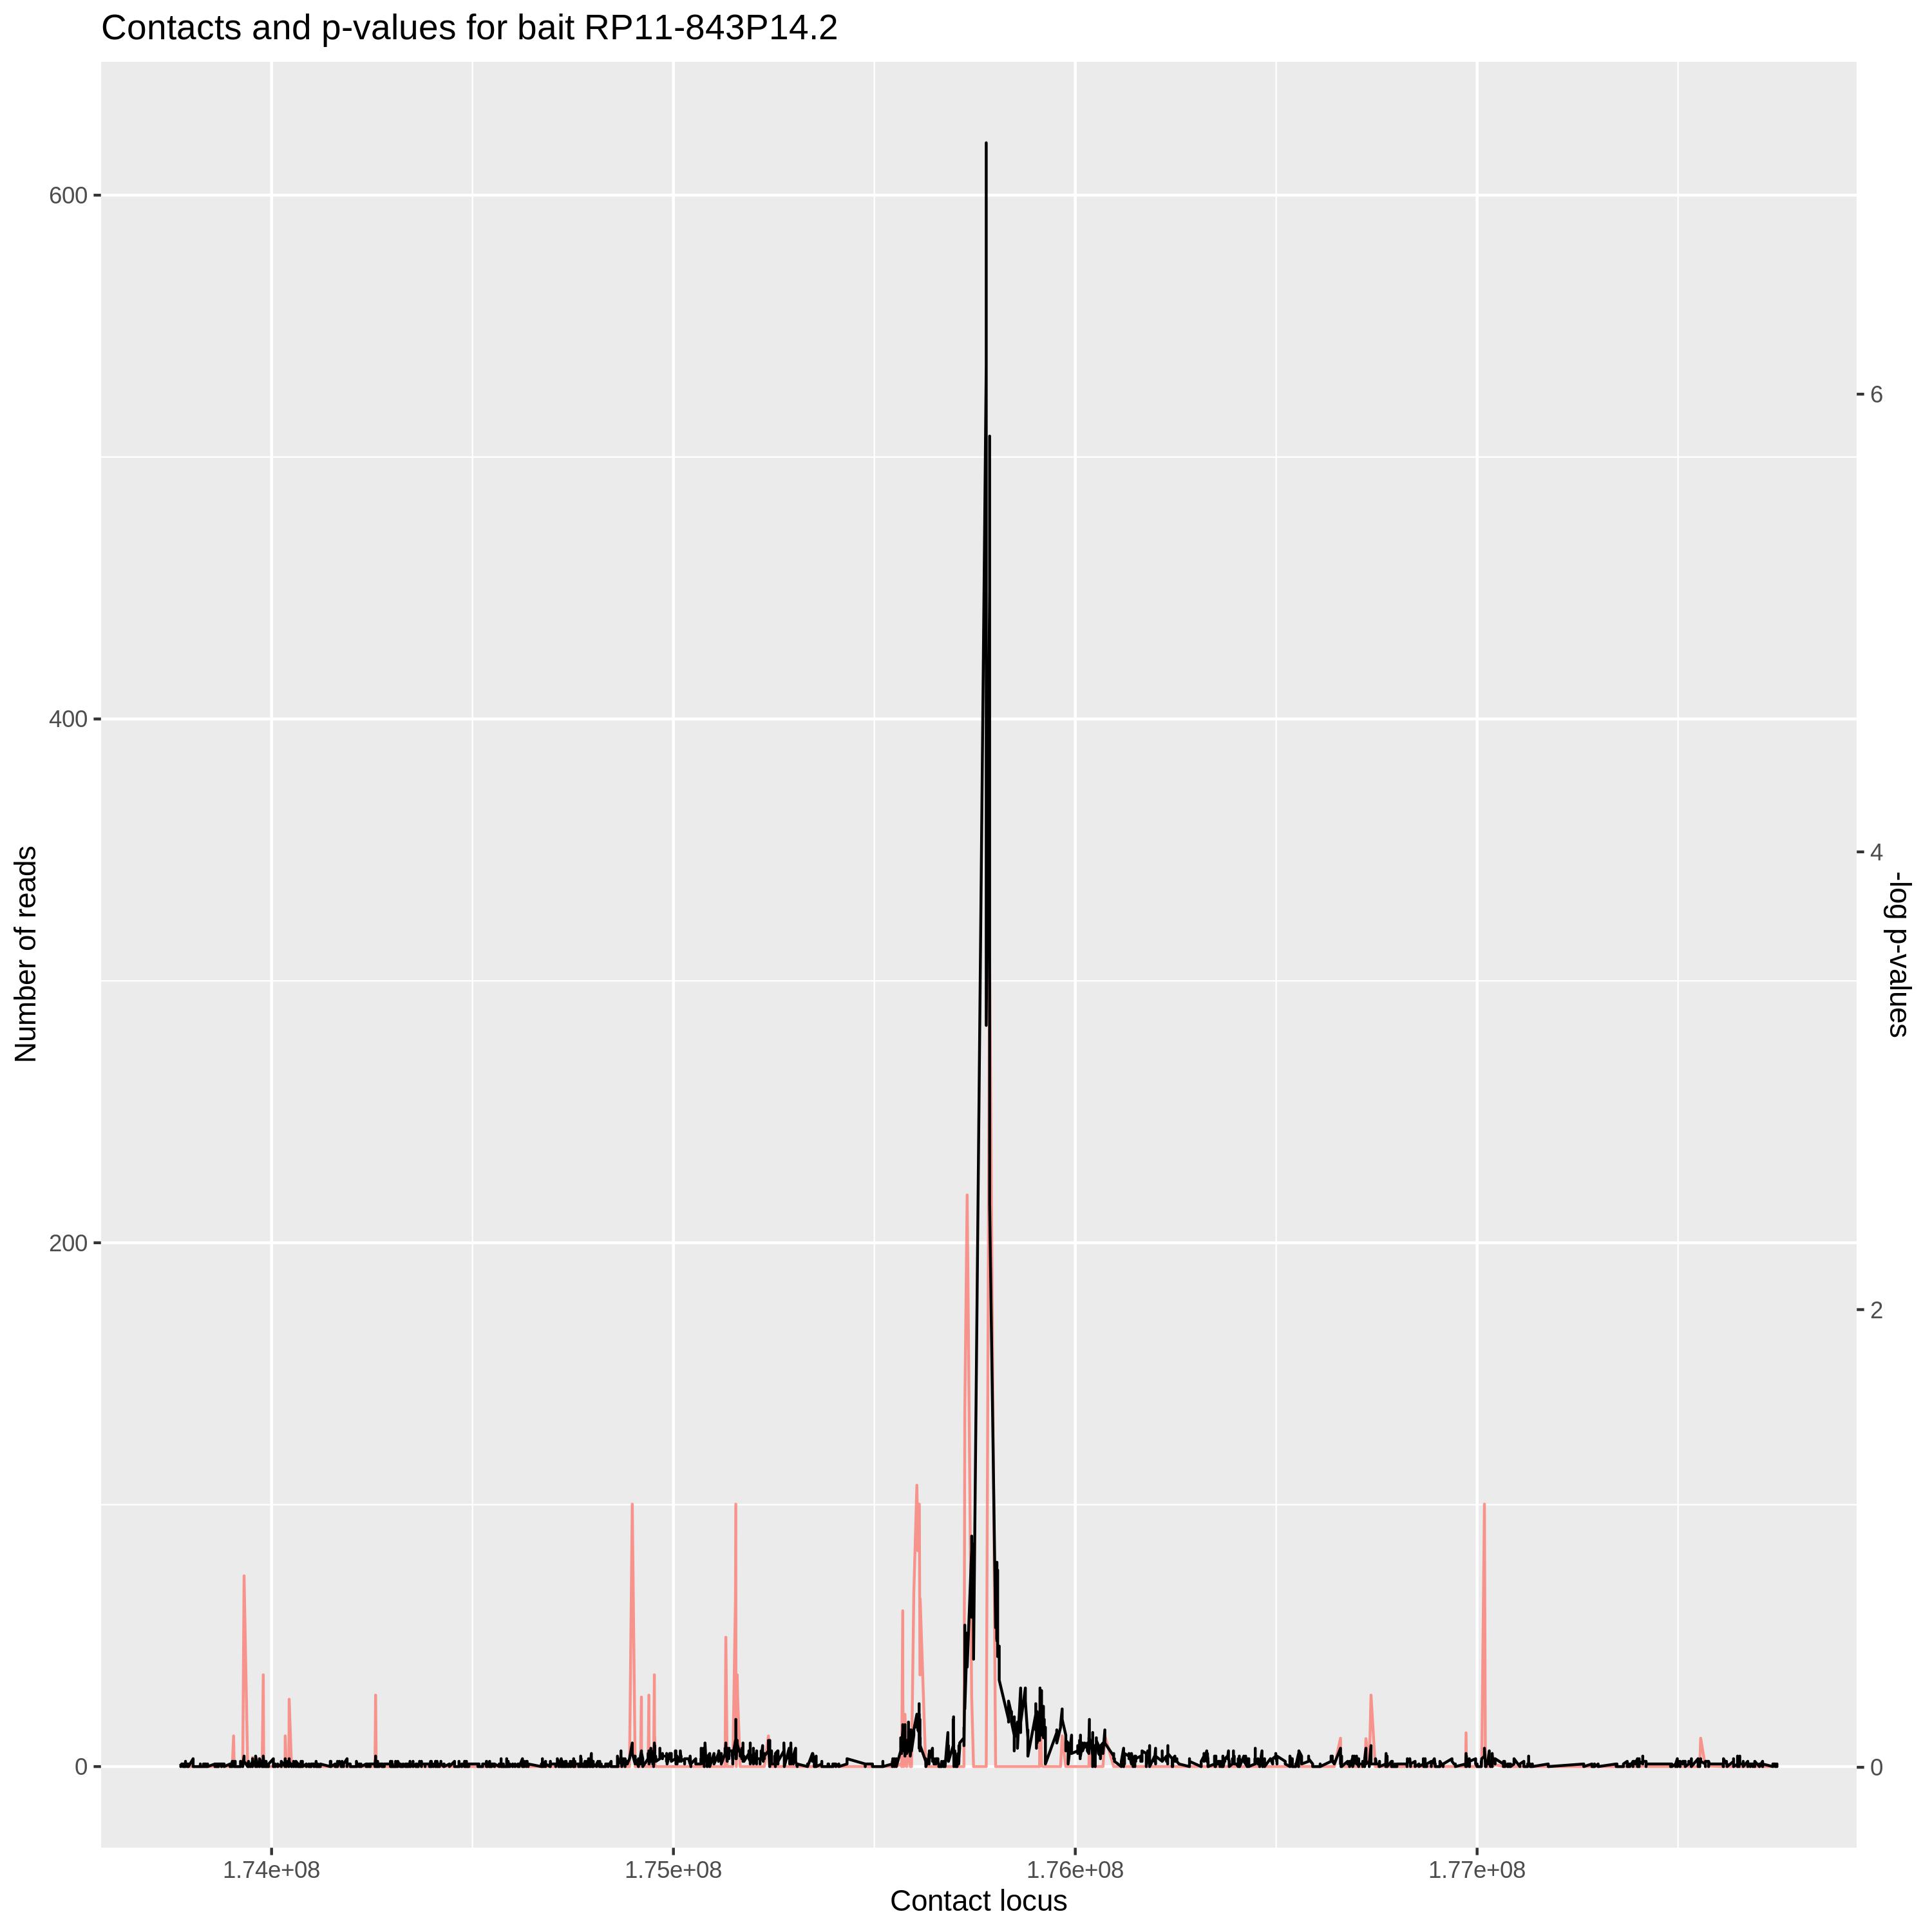 Contacts and p-values for bait RP11-843P14.2
600
400
200
0
Number of reads
6
4
2
0
-log p-values
1.74e+08
1.75e+08
1.76e+08
1.77e+08
Contact locus